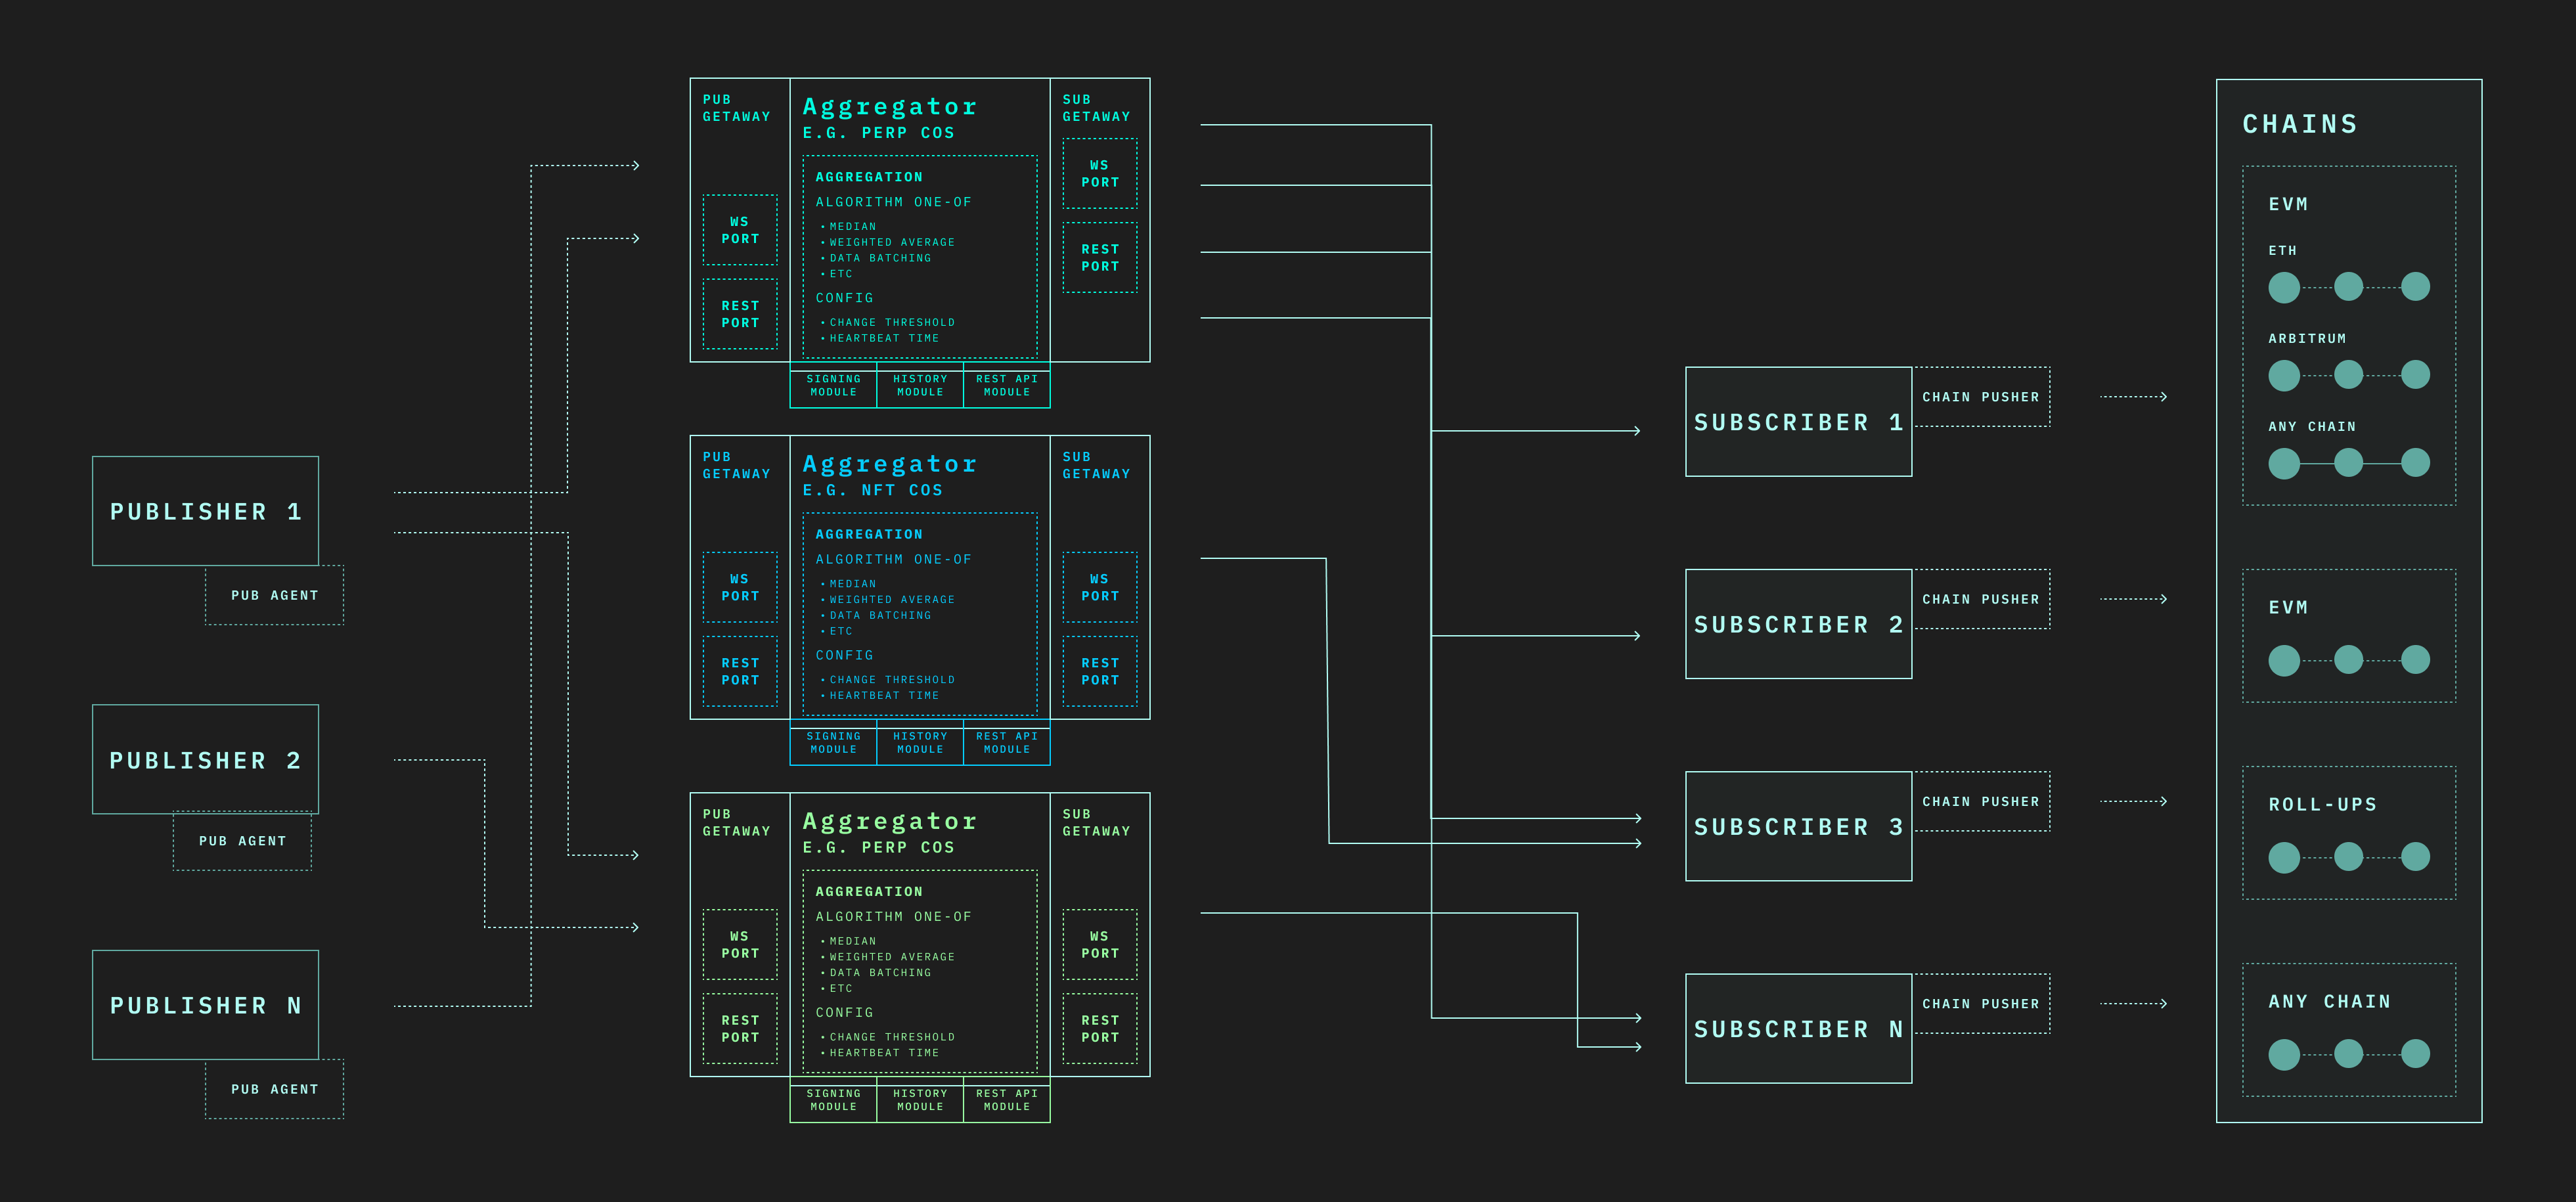 PUBLISHER 1
PUB AGENT
PUBLISHER 2
PUB AGENT
PUBLISHER N
PUB AGENT
PUB
GETAWAY
WS
PORT
REST
PORT
Aggregator
E.G. PERP COS
AGGREGATION
ALGORITHM ONE-OF
• MEDIAN
• WEIGHTED AVERAGE
• DATA BATCHING
• ETC
CONFIG
• CHANGE THRESHOLD
• HEARTBEAT TIME
SIGNING
MODULE
HISTORY
MODULE
REST API
MODULE
SUB
GETAWAY
WS
PORT
REST
PORT
PUB
GETAWAY
WS
PORT
REST
PORT
Aggregator
E.G. NFT COS
AGGREGATION
ALGORITHM ONE-OF
• MEDIAN
• WEIGHTED AVERAGE
• DATA BATCHING
• ETC
CONFIG
• CHANGE THRESHOLD
• HEARTBEAT TIME
SIGNING
MODULE
HISTORY
MODULE
REST API
MODULE
SUB
GETAWAY
WS
PORT
REST
PORT
PUB
GETAWAY
WS
PORT
REST
PORT
Aggregator
E.G. PERP COS
AGGREGATION
ALGORITHM ONE-OF
• MEDIAN
• WEIGHTED AVERAGE
• DATA BATCHING
• ETC
CONFIG
• CHANGE THRESHOLD
• HEARTBEAT TIME
SIGNING
MODULE
HISTORY
MODULE
REST API
MODULE
SUB
GETAWAY
WS
PORT
REST
PORT
SUBSCRIBER 1
CHAIN PUSHER
SUBSCRIBER 2
CHAIN PUSHER
SUBSCRIBER 3
CHAIN PUSHER
SUBSCRIBER N
CHAIN PUSHER
CHAINS
EVM
ETH
ARBITRUM
ANY CHAIN
EVM
ROLL-UPS
ANY CHAIN